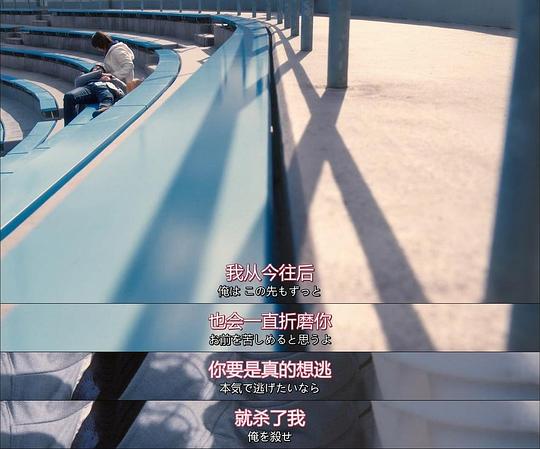 我从今往后
俺は この先もずっと
也会一直折磨你
お前を苦しめると思うよ
你要是真的想逃
本気で逃げたいなら
就杀了我
俺を殺せ